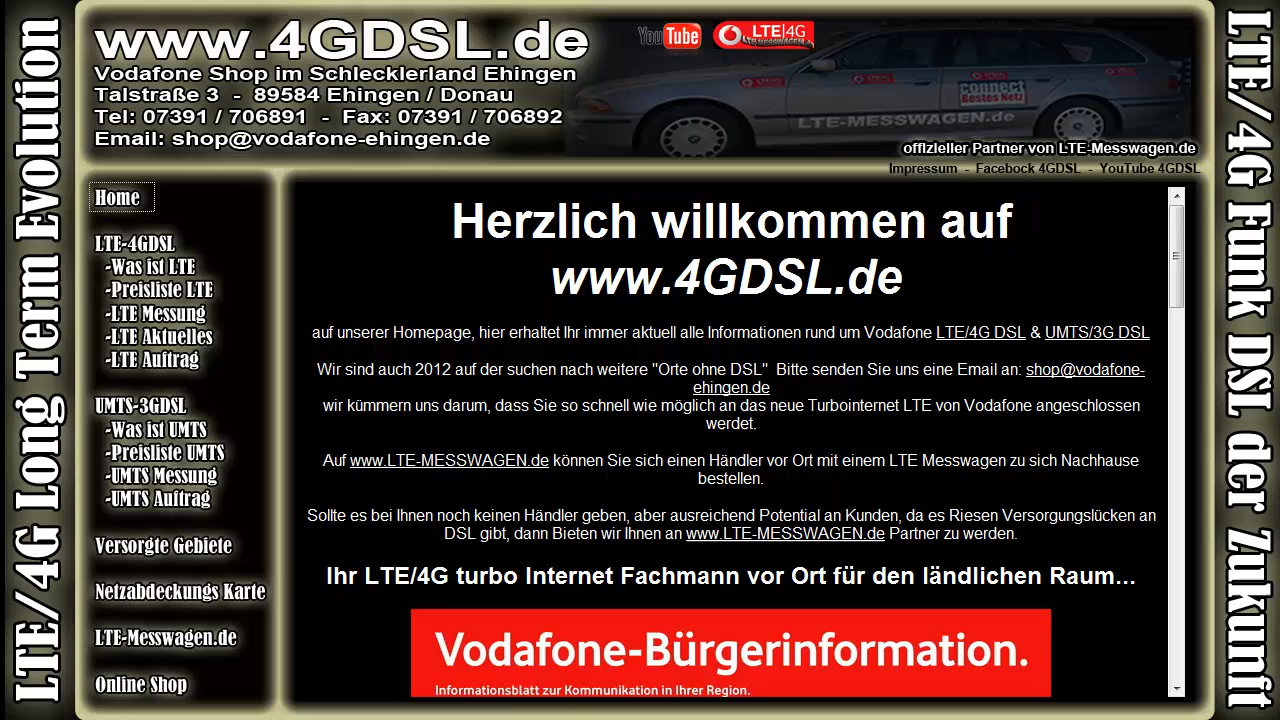 LTE/4G Long Term Evolution
www.4GDSL.de
Vodafone Shop im Schlecklerland Ehingen
Talstraße 3 - 89584 Ehingen / Donau
Tel: 07391 / 706891 - Fax: 07391 / 706892
Email: shop@vodafone-ehingen.de
YouTube
LTE|4G
LTE-MESSWAGEN.de
connect
Bestes Netz
LTE-MESSWAGEN.de
offizieller Partner von LTE-Messwagen.de
Impressum - Facebock 4GDSL - YouTube 4GDSL
Home
LTE-4GDSL
-Was ist LTE
-Preisliste LTE
-LTE Messung
-LTE Aktuelles
-LTE Auftrag
UMTS-3GDSL
-Was ist UMTS
-Preisliste UMTS
-UMTS Messung
-UMTS Auftrag
Versorgte Gebiete
Netzabdeckungs Karte
LTE-Messwagen.de
Online Shop
Herzlich willkommen auf
www.4GDSL.de
auf unserer Homepage, hier erhaltet Ihr immer aktuell alle Informationen rund um Vodafone LTE/4G DSL & UMTS/3G DSL
Wir sind auch 2012 auf der suchen nach weitere "Orte ohne DSL" Bitte senden Sie uns eine Email an: shop@vodafone-
ehingen.de
wir kümmern uns darum, dass Sie so schnell wie möglich an das neue Turbointernet LTE von Vodafone angeschlossen
werdet.
Auf www.LTE-MESSWAGEN.de können Sie sich einen Händler vor Ort mit einem LTE Messwagen zu sich Nachhause
bestellen.
Sollte es bei Ihnen noch keinen Händler geben, aber ausreichend Potential an Kunden, da es Riesen Versorgungslücken an
DSL gibt, dann Bieten wir Ihnen an www.LTE-MESSWAGEN.de Partner zu werden.
Ihr LTE/4G turbo Internet Fachmann vor Ort für den ländlichen Raum...
Vodafone-Bürgerinformation.
Informationsblatt zur Kommunikation in Ihrer Region.
LTE/4G Funk DSL der Zukunft